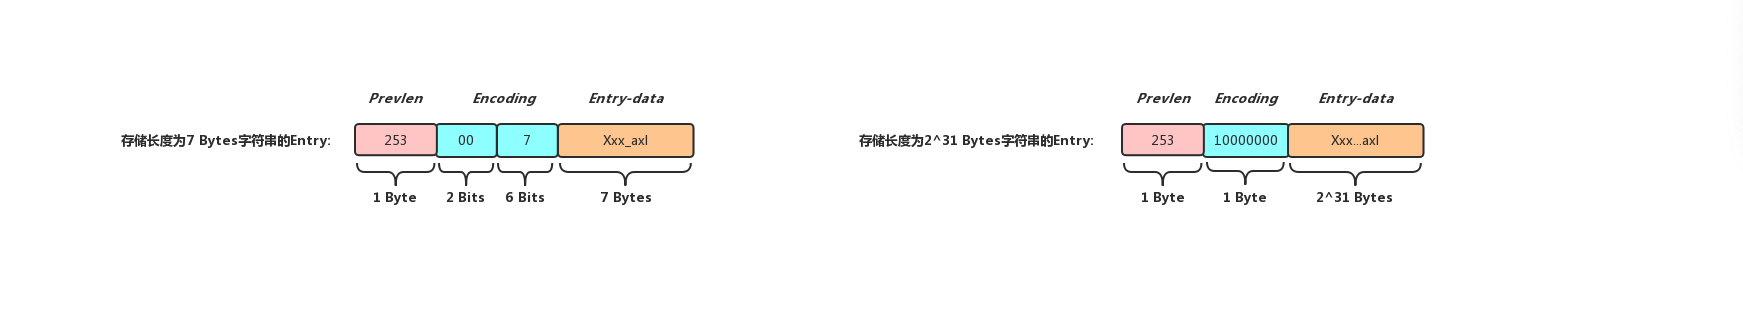 Prevlen Encoding Entry-data
存储长度为7 Bytes字符串的Entry: 253 00 7 Xxx_axl
1 Byte 2 Bits 6 Bits 7 Bytes
Prevlen Encoding Entry-data
存储长度为2^31 Bytes字符串的Entry: 253 10000000 Xxx...axl
1 Byte 1 Byte 2^31 Bytes